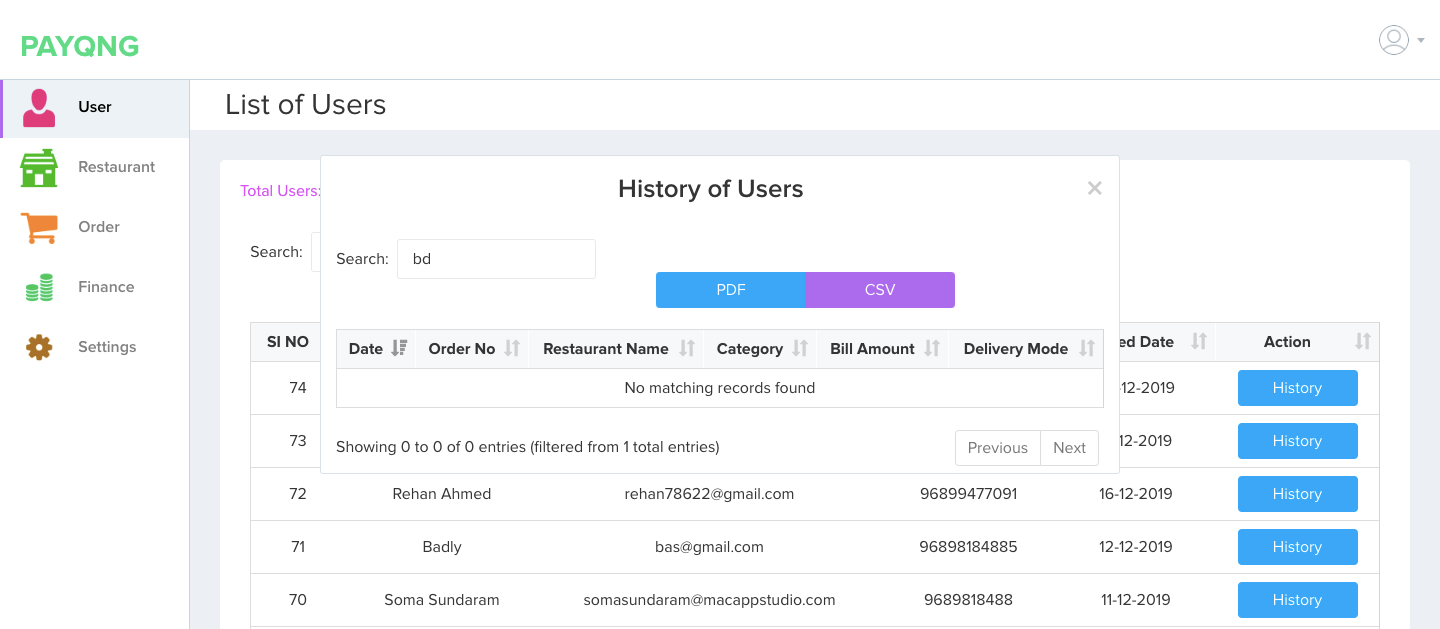 PAYQNG
User
Restaurant
Order
Finance
Settings
List of Users
Total Users:
Search:
History of Users
×
Search: bd
PDF CSV
Date Order No Restaurant Name Category Bill Amount Delivery Mode
No matching records found
Showing 0 to 0 of 0 entries (filtered from 1 total entries)
Previous Next
SI NO ed Date Action
74 -12-2019 History
73 12-2019 History
72 Rehan Ahmed rehan78622@gmail.com 96899477091 16-12-2019 History
71 Badly bas@gmail.com 96898184885 12-12-2019 History
70 Soma Sundaram somasundaram@macappstudio.com 9689818488 11-12-2019 History